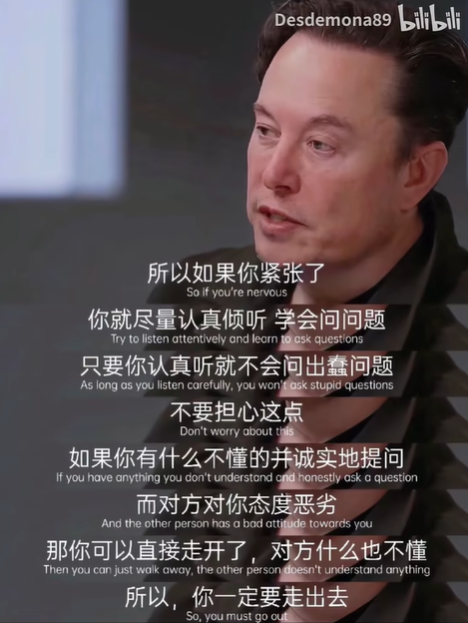 Desdemona89 bilibili
所以如果你紧张了
So if you're nervous
你就尽量认真倾听 学会问问题
Try to listen attentively and learn to ask questions
只要你认真听就不会问出蠢问题
As long as you listen carefully, you won't ask stupid questions
不要担心这点
Don't worry about this
如果你有什么不懂的并诚实地提问
If you have anything you don't understand and honestly ask a question
而对方对你态度恶劣
And the other person has a bad attitude towards you
那你可以直接走开了，对方什么也不懂
Then you can just walk away, the other person doesn't understand anything
所以，你一定要走出去
So, you must go out